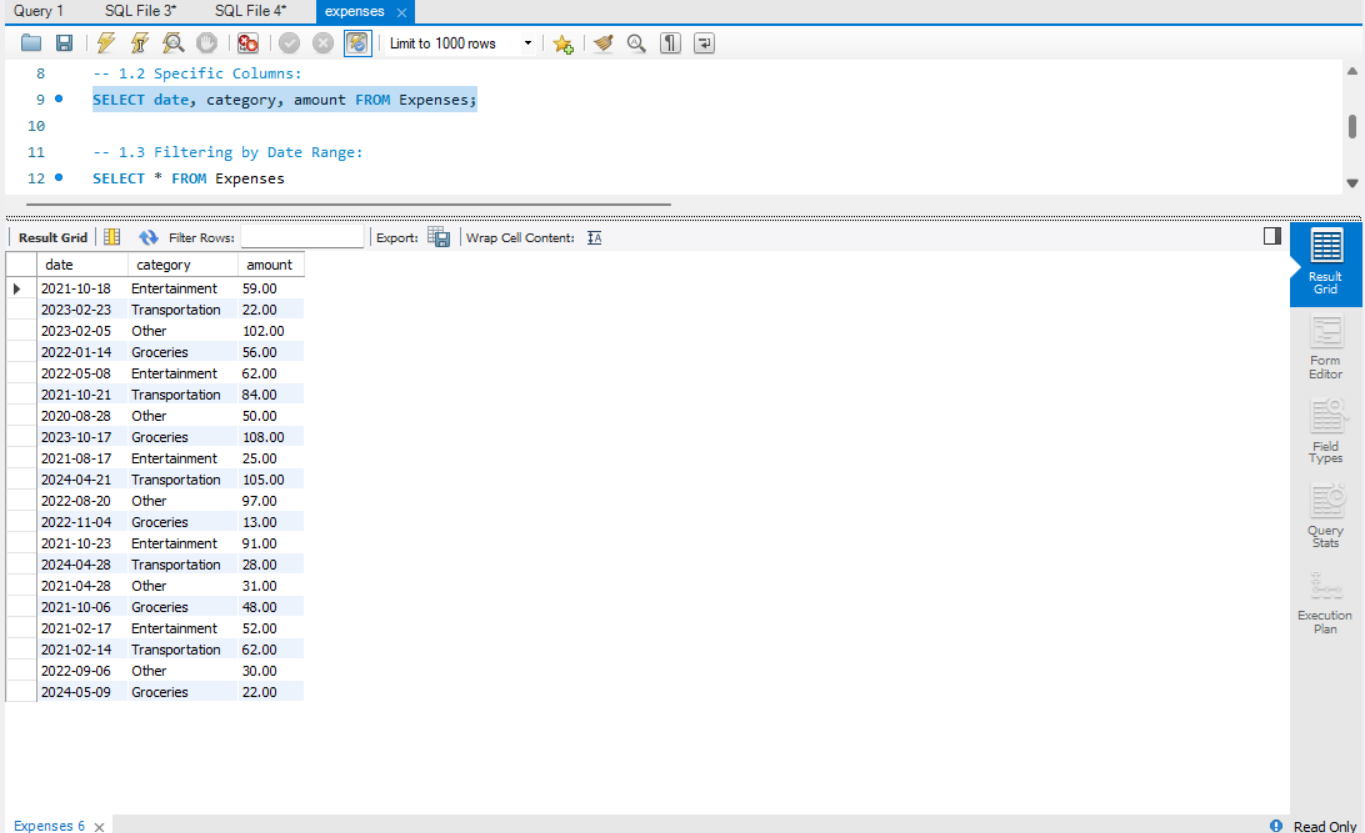 Query 1 SQL File 3* SQL File 4* expenses
Limit to 1000 rows
8 -- 1.2 Specific Columns:
9 SELECT date, category, amount FROM Expenses;
10
11 -- 1.3 Filtering by Date Range:
12 SELECT * FROM Expenses
Result Grid Filter Rows: Export: Wrap Cell Content:
date category amount
2021-10-18 Entertainment 59.00
2023-02-23 Transportation 22.00
2023-02-05 Other 102.00
2022-01-14 Groceries 56.00
2022-05-08 Entertainment 62.00
2021-10-21 Transportation 84.00
2020-08-28 Other 50.00
2023-10-17 Groceries 108.00
2021-08-17 Entertainment 25.00
2024-04-21 Transportation 105.00
2022-08-20 Other 97.00
2022-11-04 Groceries 13.00
2021-10-23 Entertainment 91.00
2024-04-28 Transportation 28.00
2021-04-28 Other 31.00
2021-10-06 Groceries 48.00
2021-02-17 Entertainment 52.00
2021-02-14 Transportation 62.00
2022-09-06 Other 30.00
2024-05-09 Groceries 22.00
Result
Grid
Form
Editor
Field
Types
Query
Stats
Execution
Plan
Expenses 6 Read Only